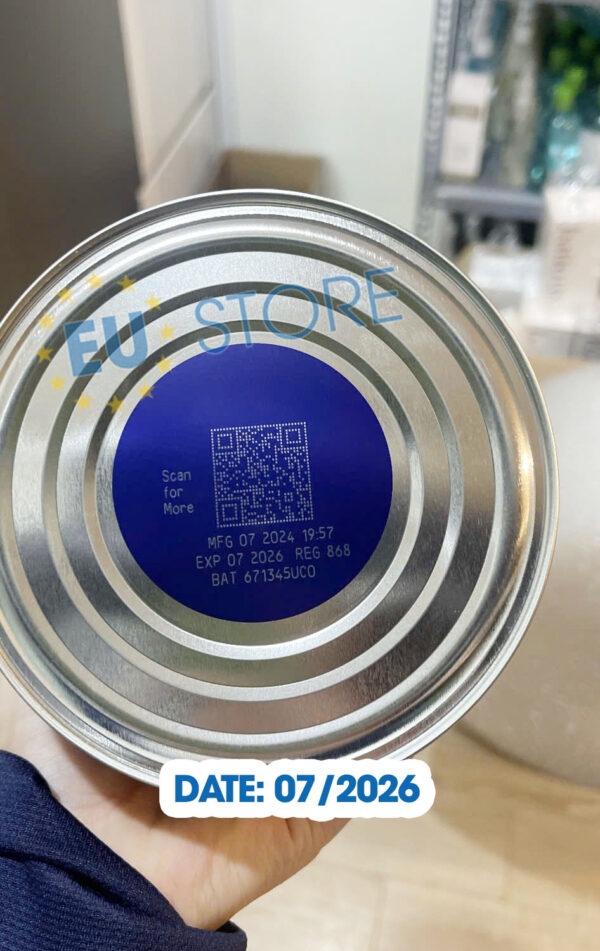 EU STORE
Scan
for
More
MFG 07 2024 19:57
EXP 07 2026 REG 868
BAT 671345UC0
DATE: 07/2026